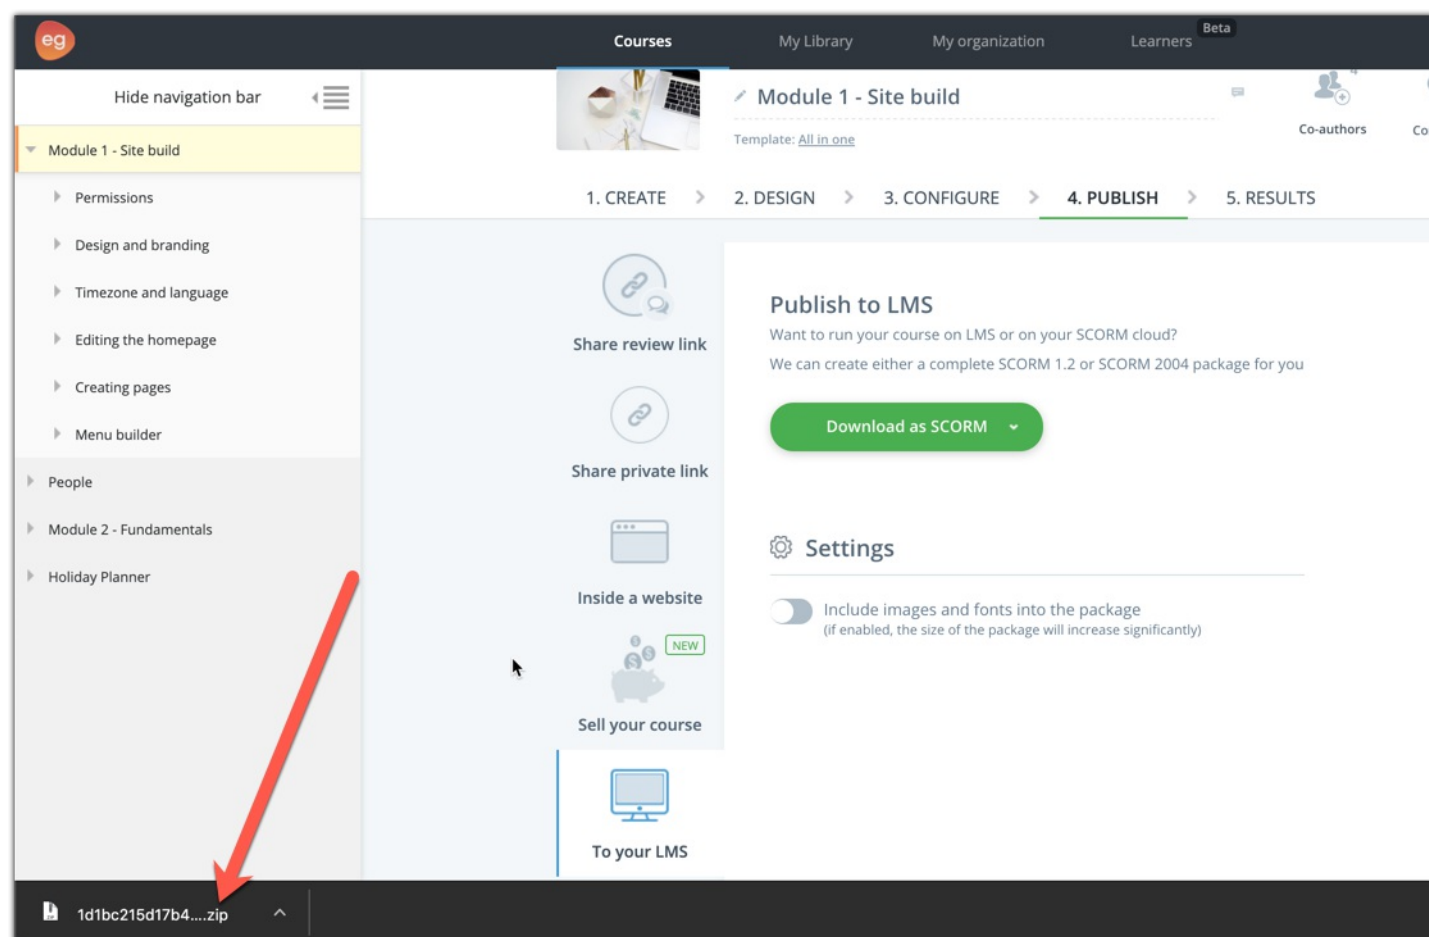 eg
Courses
My Library
My organization
Learners
Beta
Hide navigation bar
Module 1 - Site build
Permissions
Design and branding
Timezone and language
Editing the homepage
Creating pages
Menu builder
People
Module 2 - Fundamentals
Holiday Planner
Module 1 - Site build
Template: All in one
Co-authors
1. CREATE
2. DESIGN
3. CONFIGURE
4. PUBLISH
5. RESULTS
Share review link
Share private link
Inside a website
NEW
Sell your course
To your LMS
Publish to LMS
Want to run your course on LMS or on your SCORM cloud?
We can create either a complete SCORM 1.2 or SCORM 2004 package for you
Download as SCORM
Settings
Include images and fonts into the package
(if enabled, the size of the package will increase significantly)
1d1bc215d17b4....zip